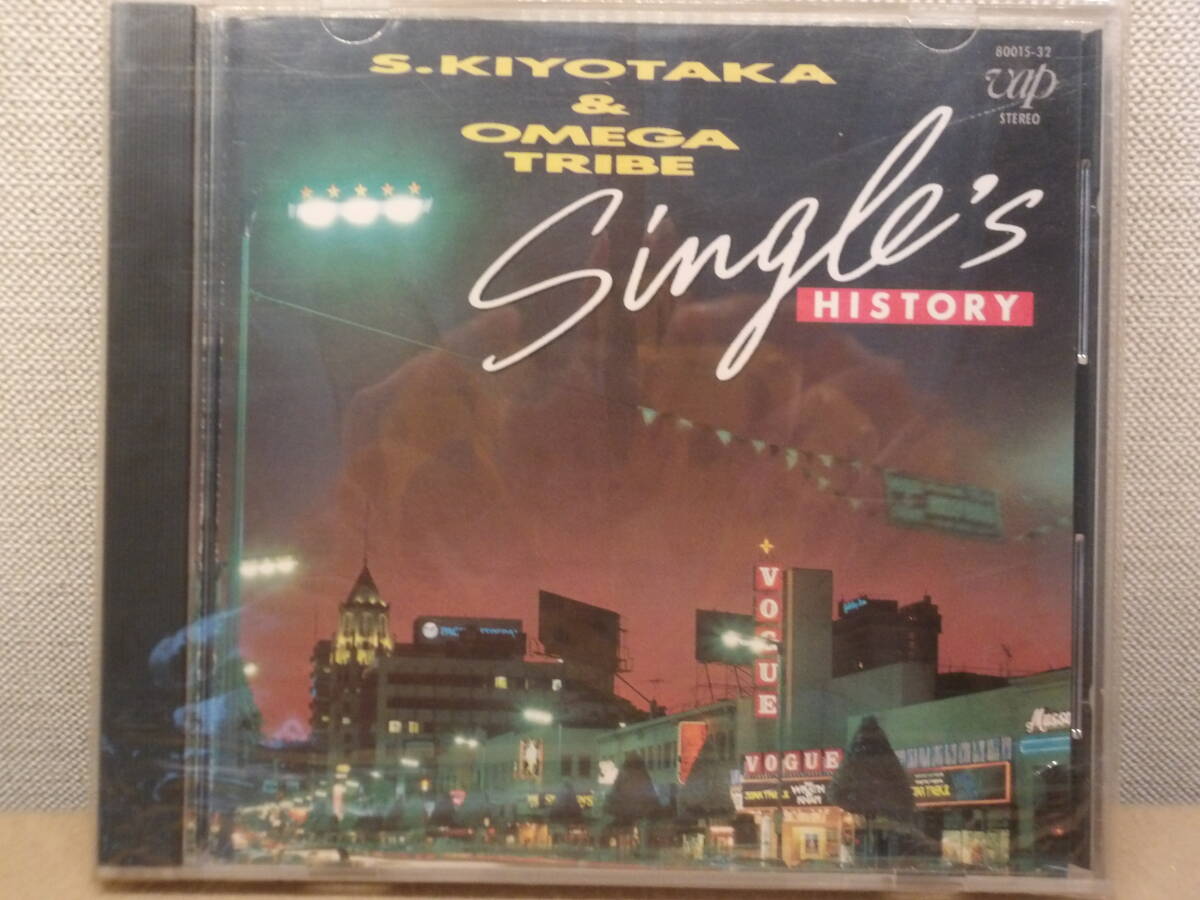 S.KIYOTAKA
&
OMEGA
TRIBE
80015-32
vap
STEREO
Single's
HISTORY
VOGUE
VOGUE